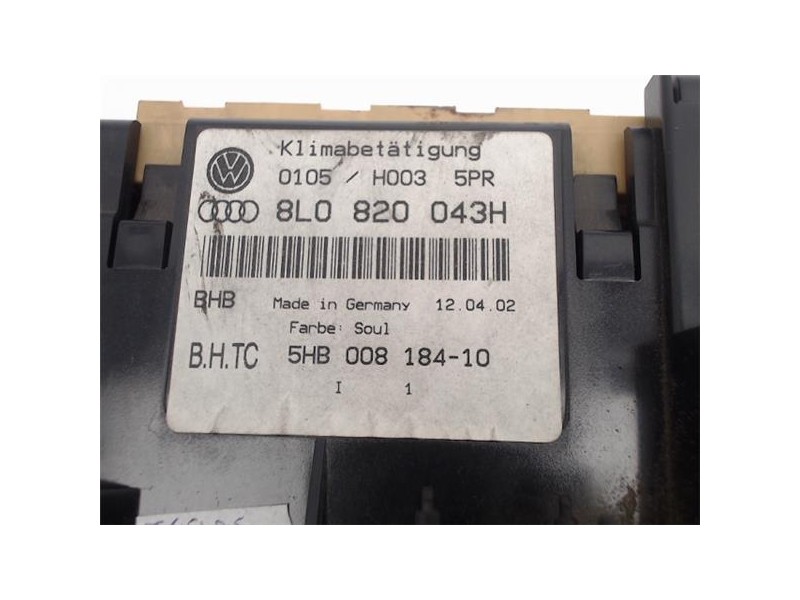 Klimabetätigung
0105 / H003 5PR
8L0 820 043H
BHB Made in Germany 12.04.02
Farbe: Soul
B.H.TC 5HB 008 184-10
I 1